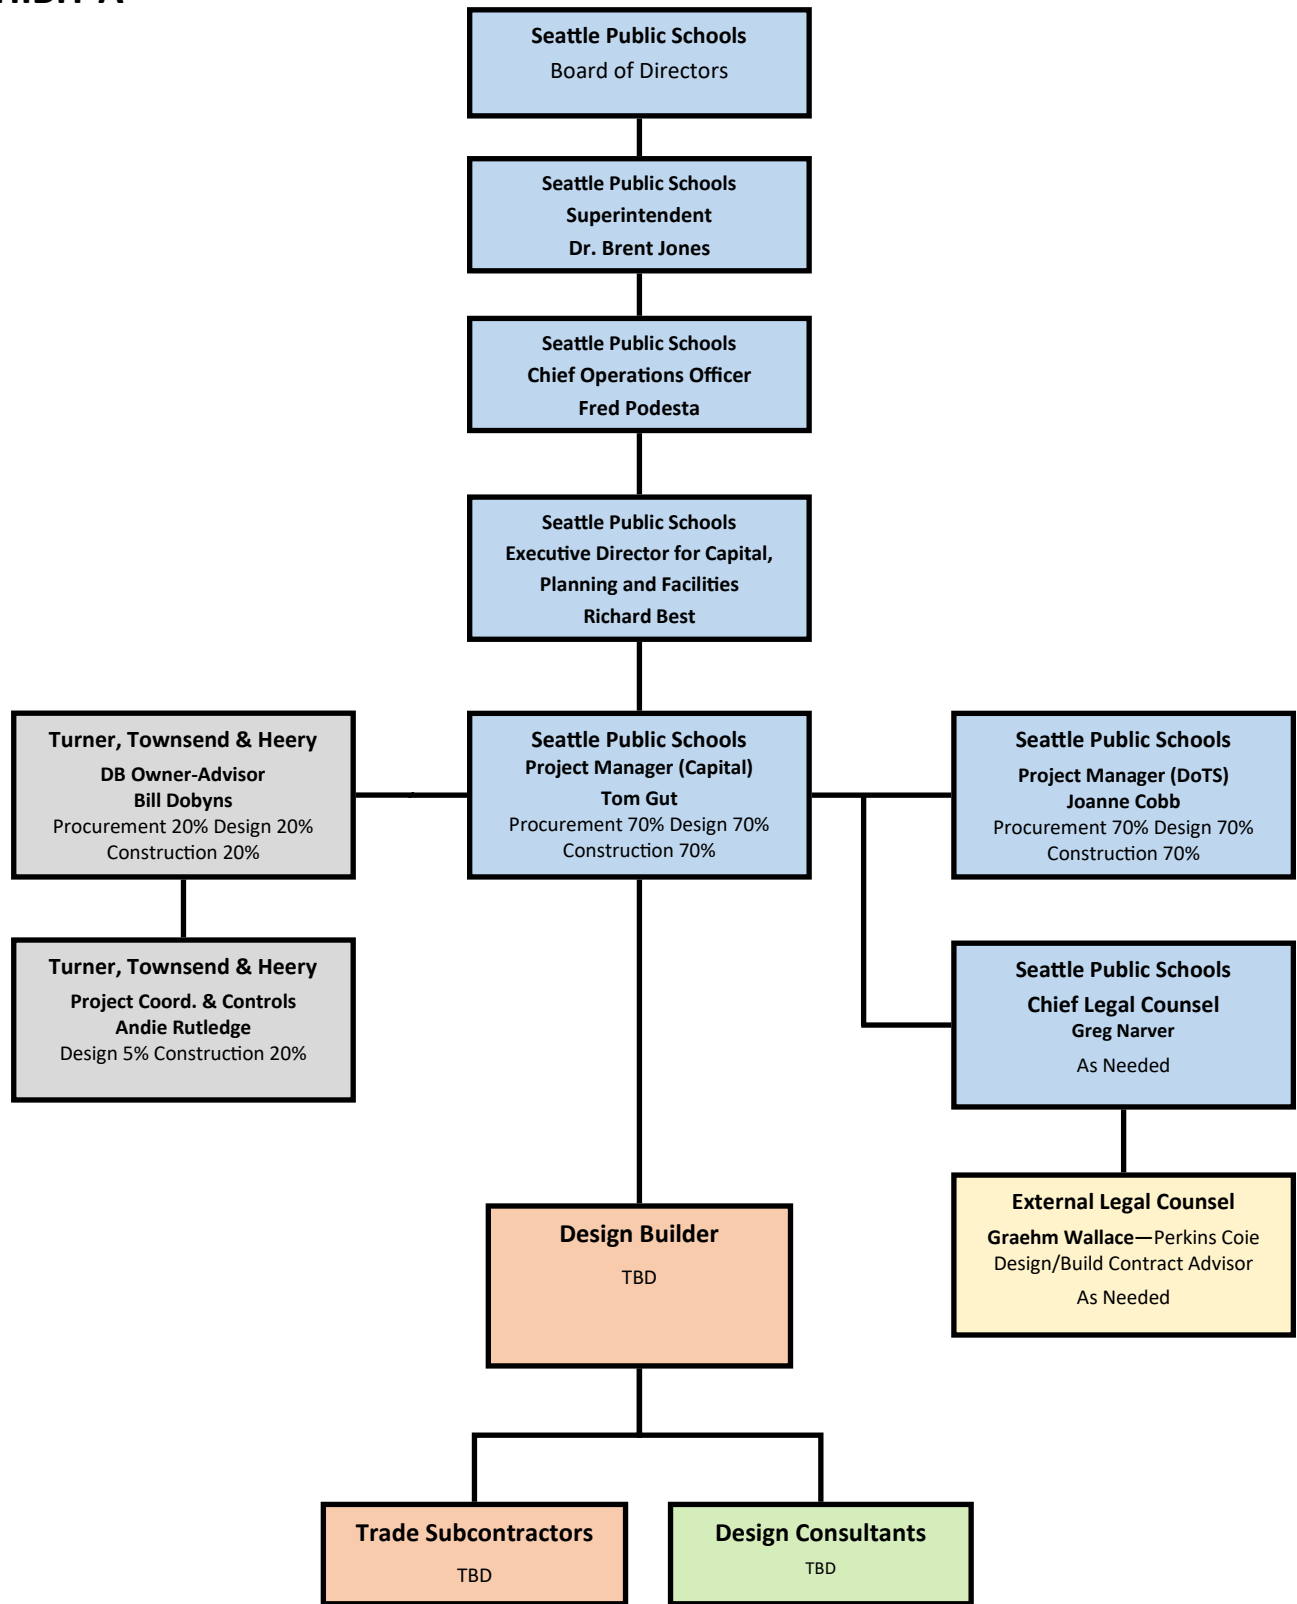 Seattle Public Schools
Board of Directors
Seattle Public Schools
Superintendent
Dr. Brent Jones
Seattle Public Schools
Chief Operations Officer
Fred Podesta
Seattle Public Schools
Executive Director for Capital,
Planning and Facilities
Richard Best
Turner, Townsend & Heery
DB Owner-Advisor
Bill Dobyns
Procurement 20% Design 20%
Construction 20%
Seattle Public Schools
Project Manager (Capital)
Tom Gut
Procurement 70% Design 70%
Construction 70%
Seattle Public Schools
Project Manager (DoTS)
Joanne Cobb
Procurement 70% Design 70%
Construction 70%
Turner, Townsend & Heery
Project Coord. & Controls
Andie Rutledge
Design 5% Construction 20%
Seattle Public Schools
Chief Legal Counsel
Greg Narver
As Needed
External Legal Counsel
Graehm Wallace—Perkins Coie
Design/Build Contract Advisor
As Needed
Design Builder
TBD
Trade Subcontractors
TBD
Design Consultants
TBD